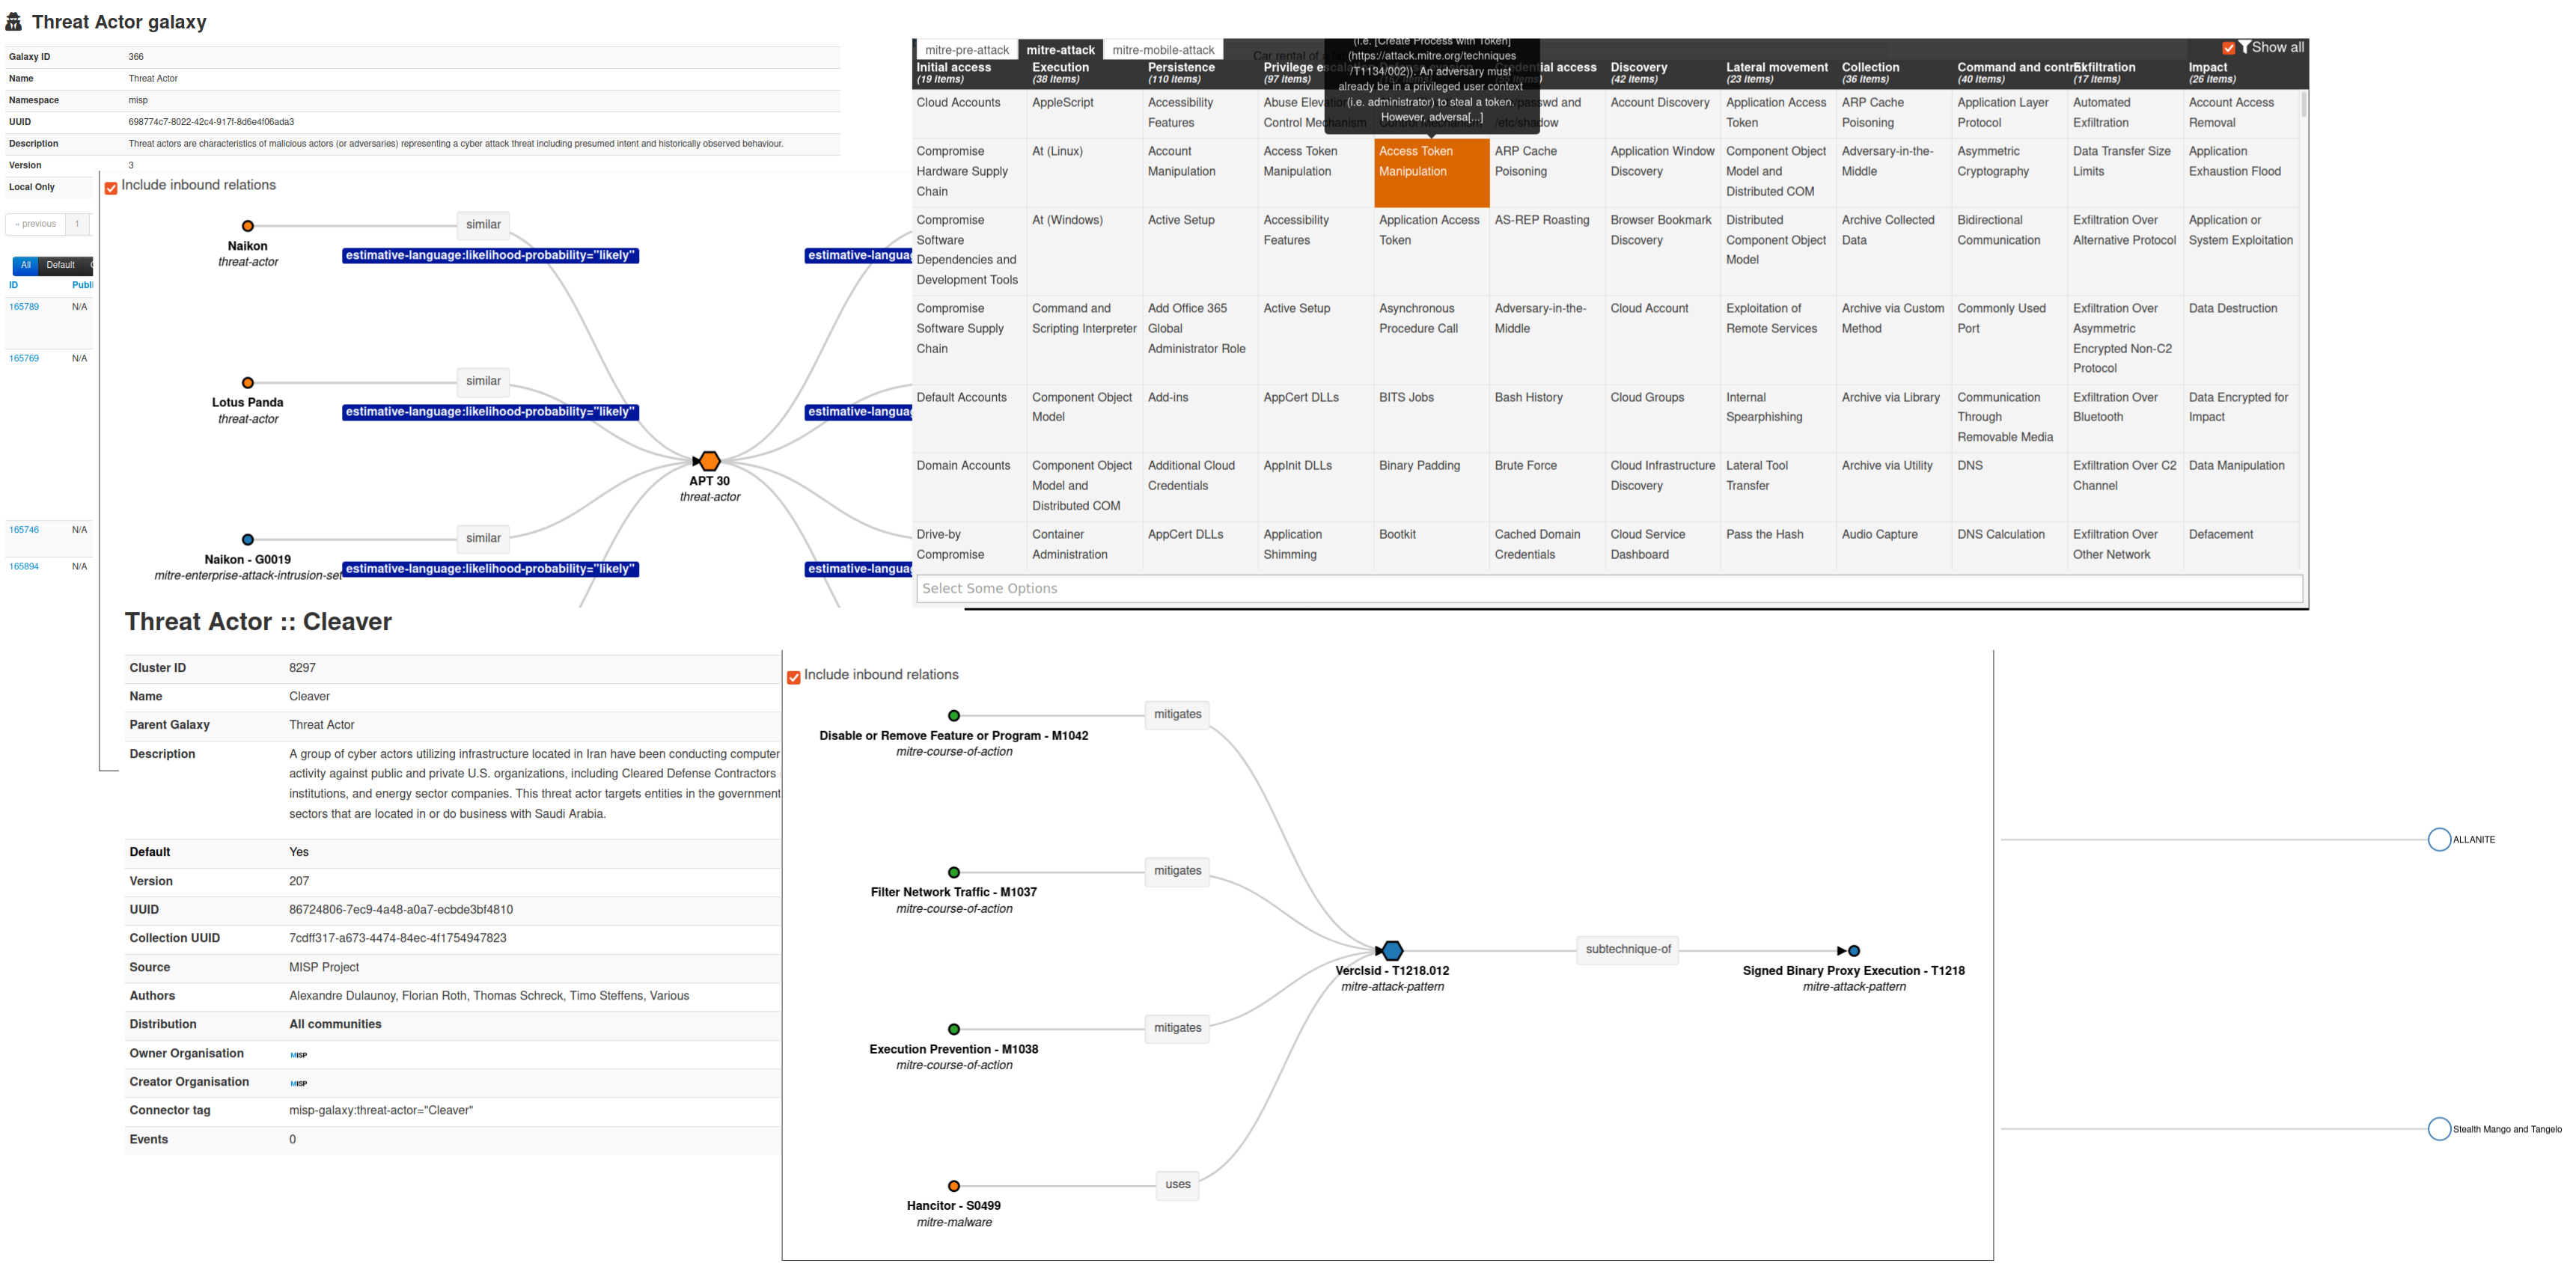 Threat Actor galaxy
Galaxy ID 366
Name Threat Actor
Namespace misp
UUID 698774c7-8022-42c4-917f-8d6e4f06ada3
Description Threat actors are characteristics of malicious actors (or adversaries) representing a cyber attack threat including presumed intent and historically observed behaviour.
Version 3
Local Only
« previous 1
All Default
ID Publi
165789 N/A
165769 N/A
165746 N/A
165894 N/A
Include inbound relations
similar
Naikon
threat-actor
estimative-language:likelihood-probability="likely"
similar
Lotus Panda
threat-actor
estimative-language:likelihood-probability="likely"
APT 30
threat-actor
similar
Naikon - G0019
mitre-enterprise-attack-intrusion-set
estimative-language:likelihood-probability="likely"
estimative-langua
estimative-langua
estimative-langua
mitre-pre-attack mitre-attack mitre-mobile-attack
Show all
(i.e. [Create Process with Token]
(https://attack.mitre.org/techniques
/T1134/002)). An adversary must
already be in a privileged user context
(i.e. administrator) to steal a token.
However, adversa[...]
Initial access Execution Persistence Privilege e ial access Discovery Lateral movement Collection Command and contr Exfiltration Impact
(19 items) (38 items) (110 items) (97 items) (42 items) (23 items) (36 items) (40 items) (17 items) (26 items)
Cloud Accounts AppleScript Accessibility Abuse Eleva passwd and Account Discovery Application Access ARP Cache Application Layer Automated Account Access
Features Control Mechanism /etc/shadow Token Poisoning Protocol Exfiltration Removal
Compromise At (Linux) Account Access Token Access Token ARP Cache Application Window Component Object Adversary-in-the- Asymmetric Data Transfer Size Application
Hardware Supply Manipulation Manipulation Manipulation Poisoning Discovery Model and Middle Cryptography Limits Exhaustion Flood
Chain Distributed COM
Compromise At (Windows) Active Setup Accessibility Application Access AS-REP Roasting Browser Bookmark Distributed Archive Collected Bidirectional Exfiltration Over Application or
Software Features Token Discovery Component Object Data Communication Alternative Protocol System Exploitation
Dependencies and Model
Development Tools
Compromise Command and Add Office 365 Active Setup Asynchronous Adversary-in-the- Cloud Account Exploitation of Archive via Custom Commonly Used Exfiltration Over Data Destruction
Software Supply Scripting Interpreter Global Procedure Call Middle Remote Services Method Port Asymmetric
Chain Administrator Role Encrypted Non-C2
Protocol
Default Accounts Component Object Add-ins AppCert DLLs BITS Jobs Bash History Cloud Groups Internal Archive via Library Communication Exfiltration Over Data Encrypted for
Model Spearphishing Through Bluetooth Impact
Removable Media
Domain Accounts Component Object Additional Cloud AppInit DLLs Binary Padding Brute Force Cloud Infrastructure Lateral Tool Archive via Utility DNS Exfiltration Over C2 Data Manipulation
Model and Credentials Discovery Transfer Channel
Distributed COM
Drive-by Container AppCert DLLs Application Bootkit Cached Domain Cloud Service Pass the Hash Audio Capture DNS Calculation Exfiltration Over Defacement
Compromise Administration Shimming Credentials Dashboard Other Network
Select Some Options
Threat Actor :: Cleaver
Cluster ID 8297
Name Cleaver
Parent Galaxy Threat Actor
Description A group of cyber actors utilizing infrastructure located in Iran have been conducting computer
activity against public and private U.S. organizations, including Cleared Defense Contractors
institutions, and energy sector companies. This threat actor targets entities in the government
sectors that are located in or do business with Saudi Arabia.
Default Yes
Version 207
UUID 86724806-7ec9-4a48-a0a7-ecbde3bf4810
Collection UUID 7cdff317-a673-4474-84ec-4f1754947823
Source MISP Project
Authors Alexandre Dulaunoy, Florian Roth, Thomas Schreck, Timo Steffens, Various
Distribution All communities
Owner Organisation MISP
Creator Organisation MISP
Connector tag misp-galaxy:threat-actor="Cleaver"
Events 0
Include inbound relations
mitigates
Disable or Remove Feature or Program - M1042
mitre-course-of-action
mitigates
Filter Network Traffic - M1037
mitre-course-of-action
subtechnique-of
Verclsid - T1218.012
mitre-attack-pattern
Signed Binary Proxy Execution - T1218
mitre-attack-pattern
mitigates
Execution Prevention - M1038
mitre-course-of-action
uses
Hancitor - S0499
mitre-malware
ALLANITE
Stealth Mango and Tangelo